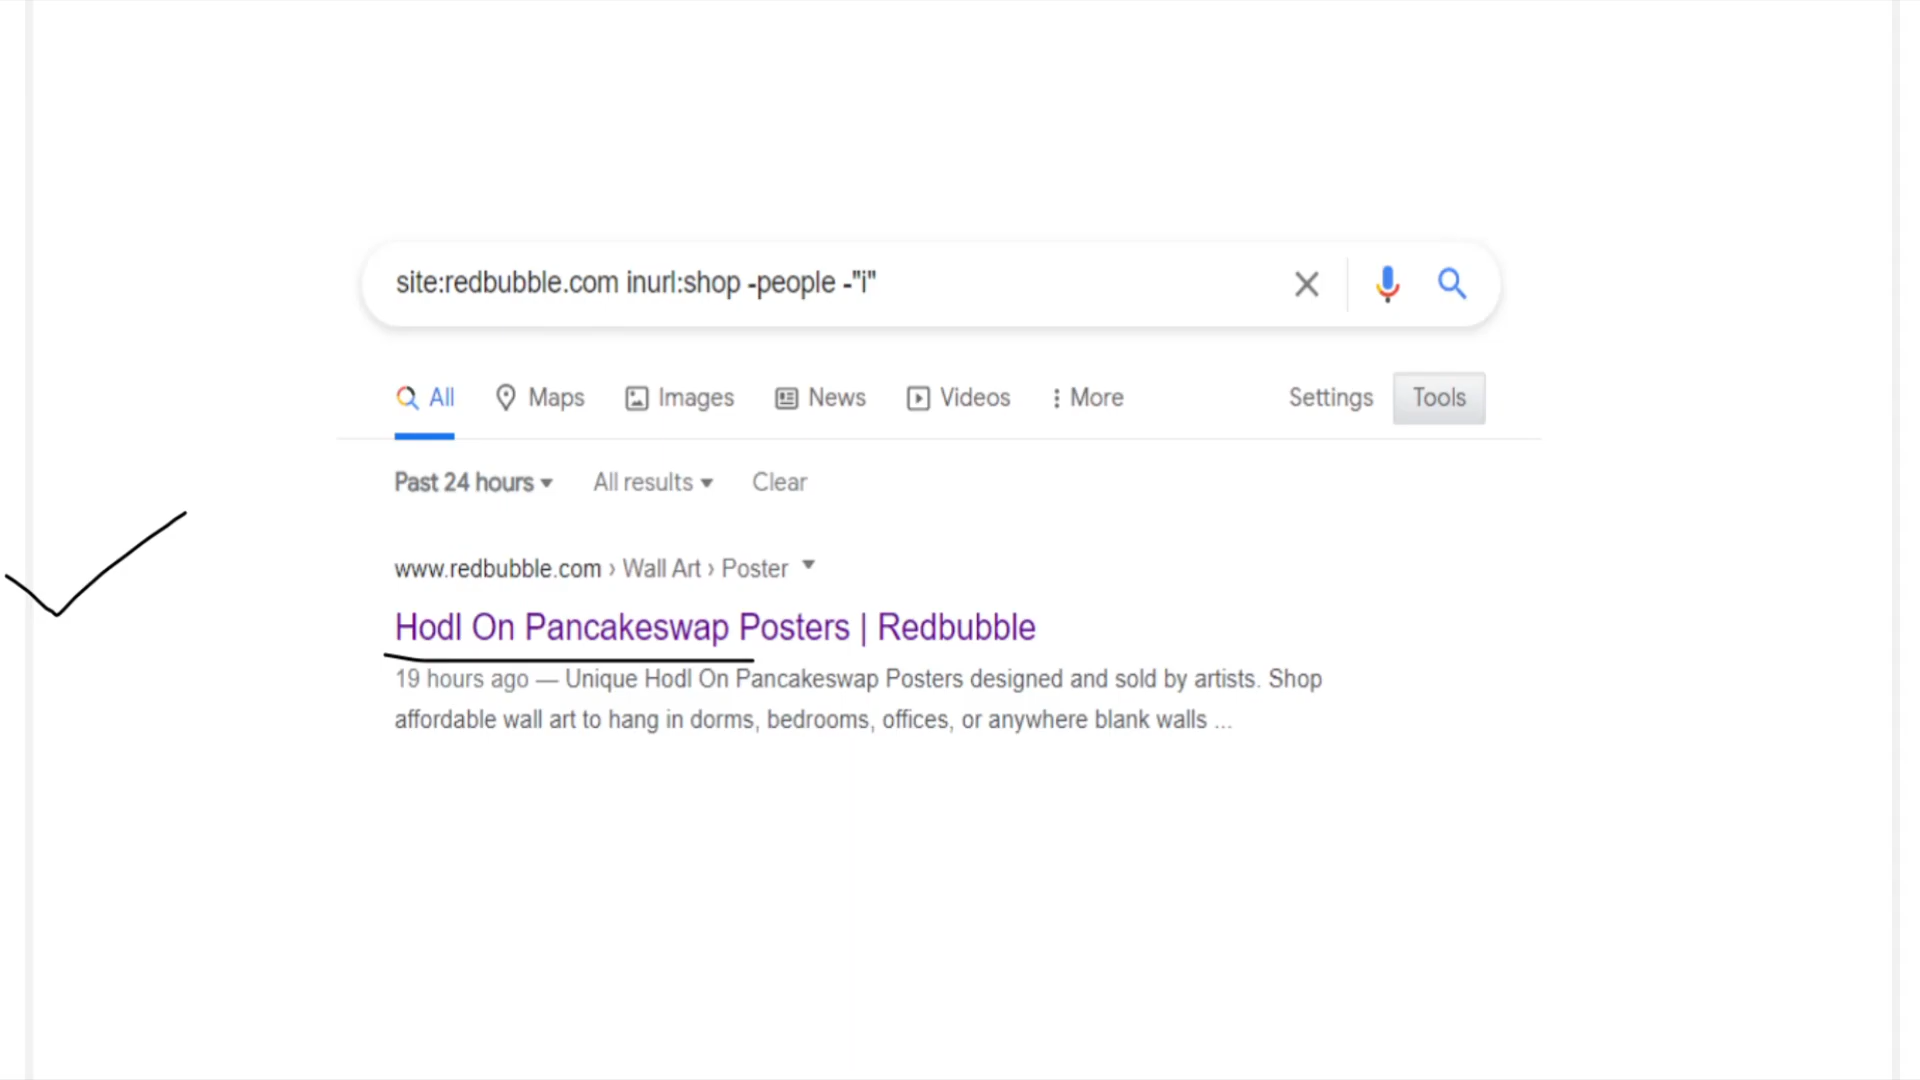 site:redbubble.com inurl:shop -people -"i"
All Maps Images News Videos More Settings Tools
Past 24 hours All results Clear
www.redbubble.com › Wall Art › Poster
Hodl On Pancakeswap Posters | Redbubble
19 hours ago — Unique Hodl On Pancakeswap Posters designed and sold by artists. Shop
affordable wall art to hang in dorms, bedrooms, offices, or anywhere blank walls ...